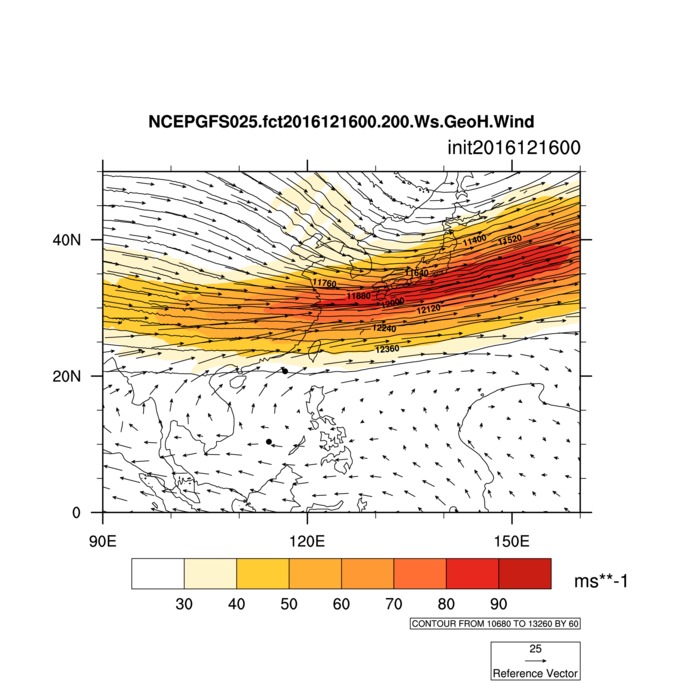 NCEPGFS025.fct2016121600.200.Ws.GeoH.Wind
init2016121600
40N
20N
0
90E 120E 150E
11400 11520
11640
11760
11880
12000
12120
12240
12360
30 40 50 60 70 80 90
ms**-1
CONTOUR FROM 10680 TO 13260 BY 60
25
Reference Vector